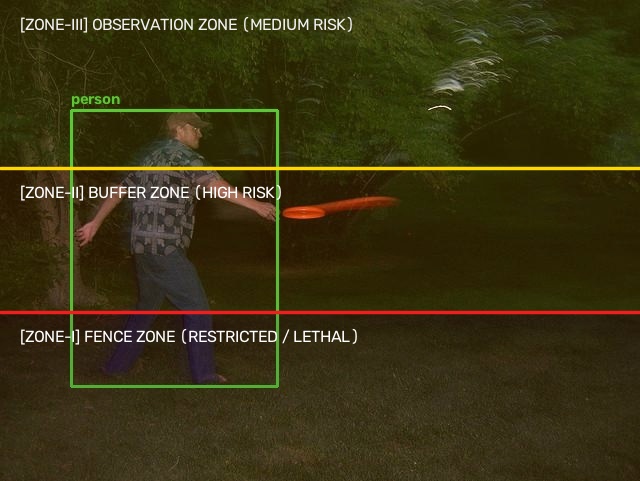 [ZONE-III] OBSERVATION ZONE (MEDIUM RISK)
person
[ZONE-II] BUFFER ZONE (HIGH RISK)
[ZONE-I] FENCE ZONE (RESTRICTED / LETHAL)